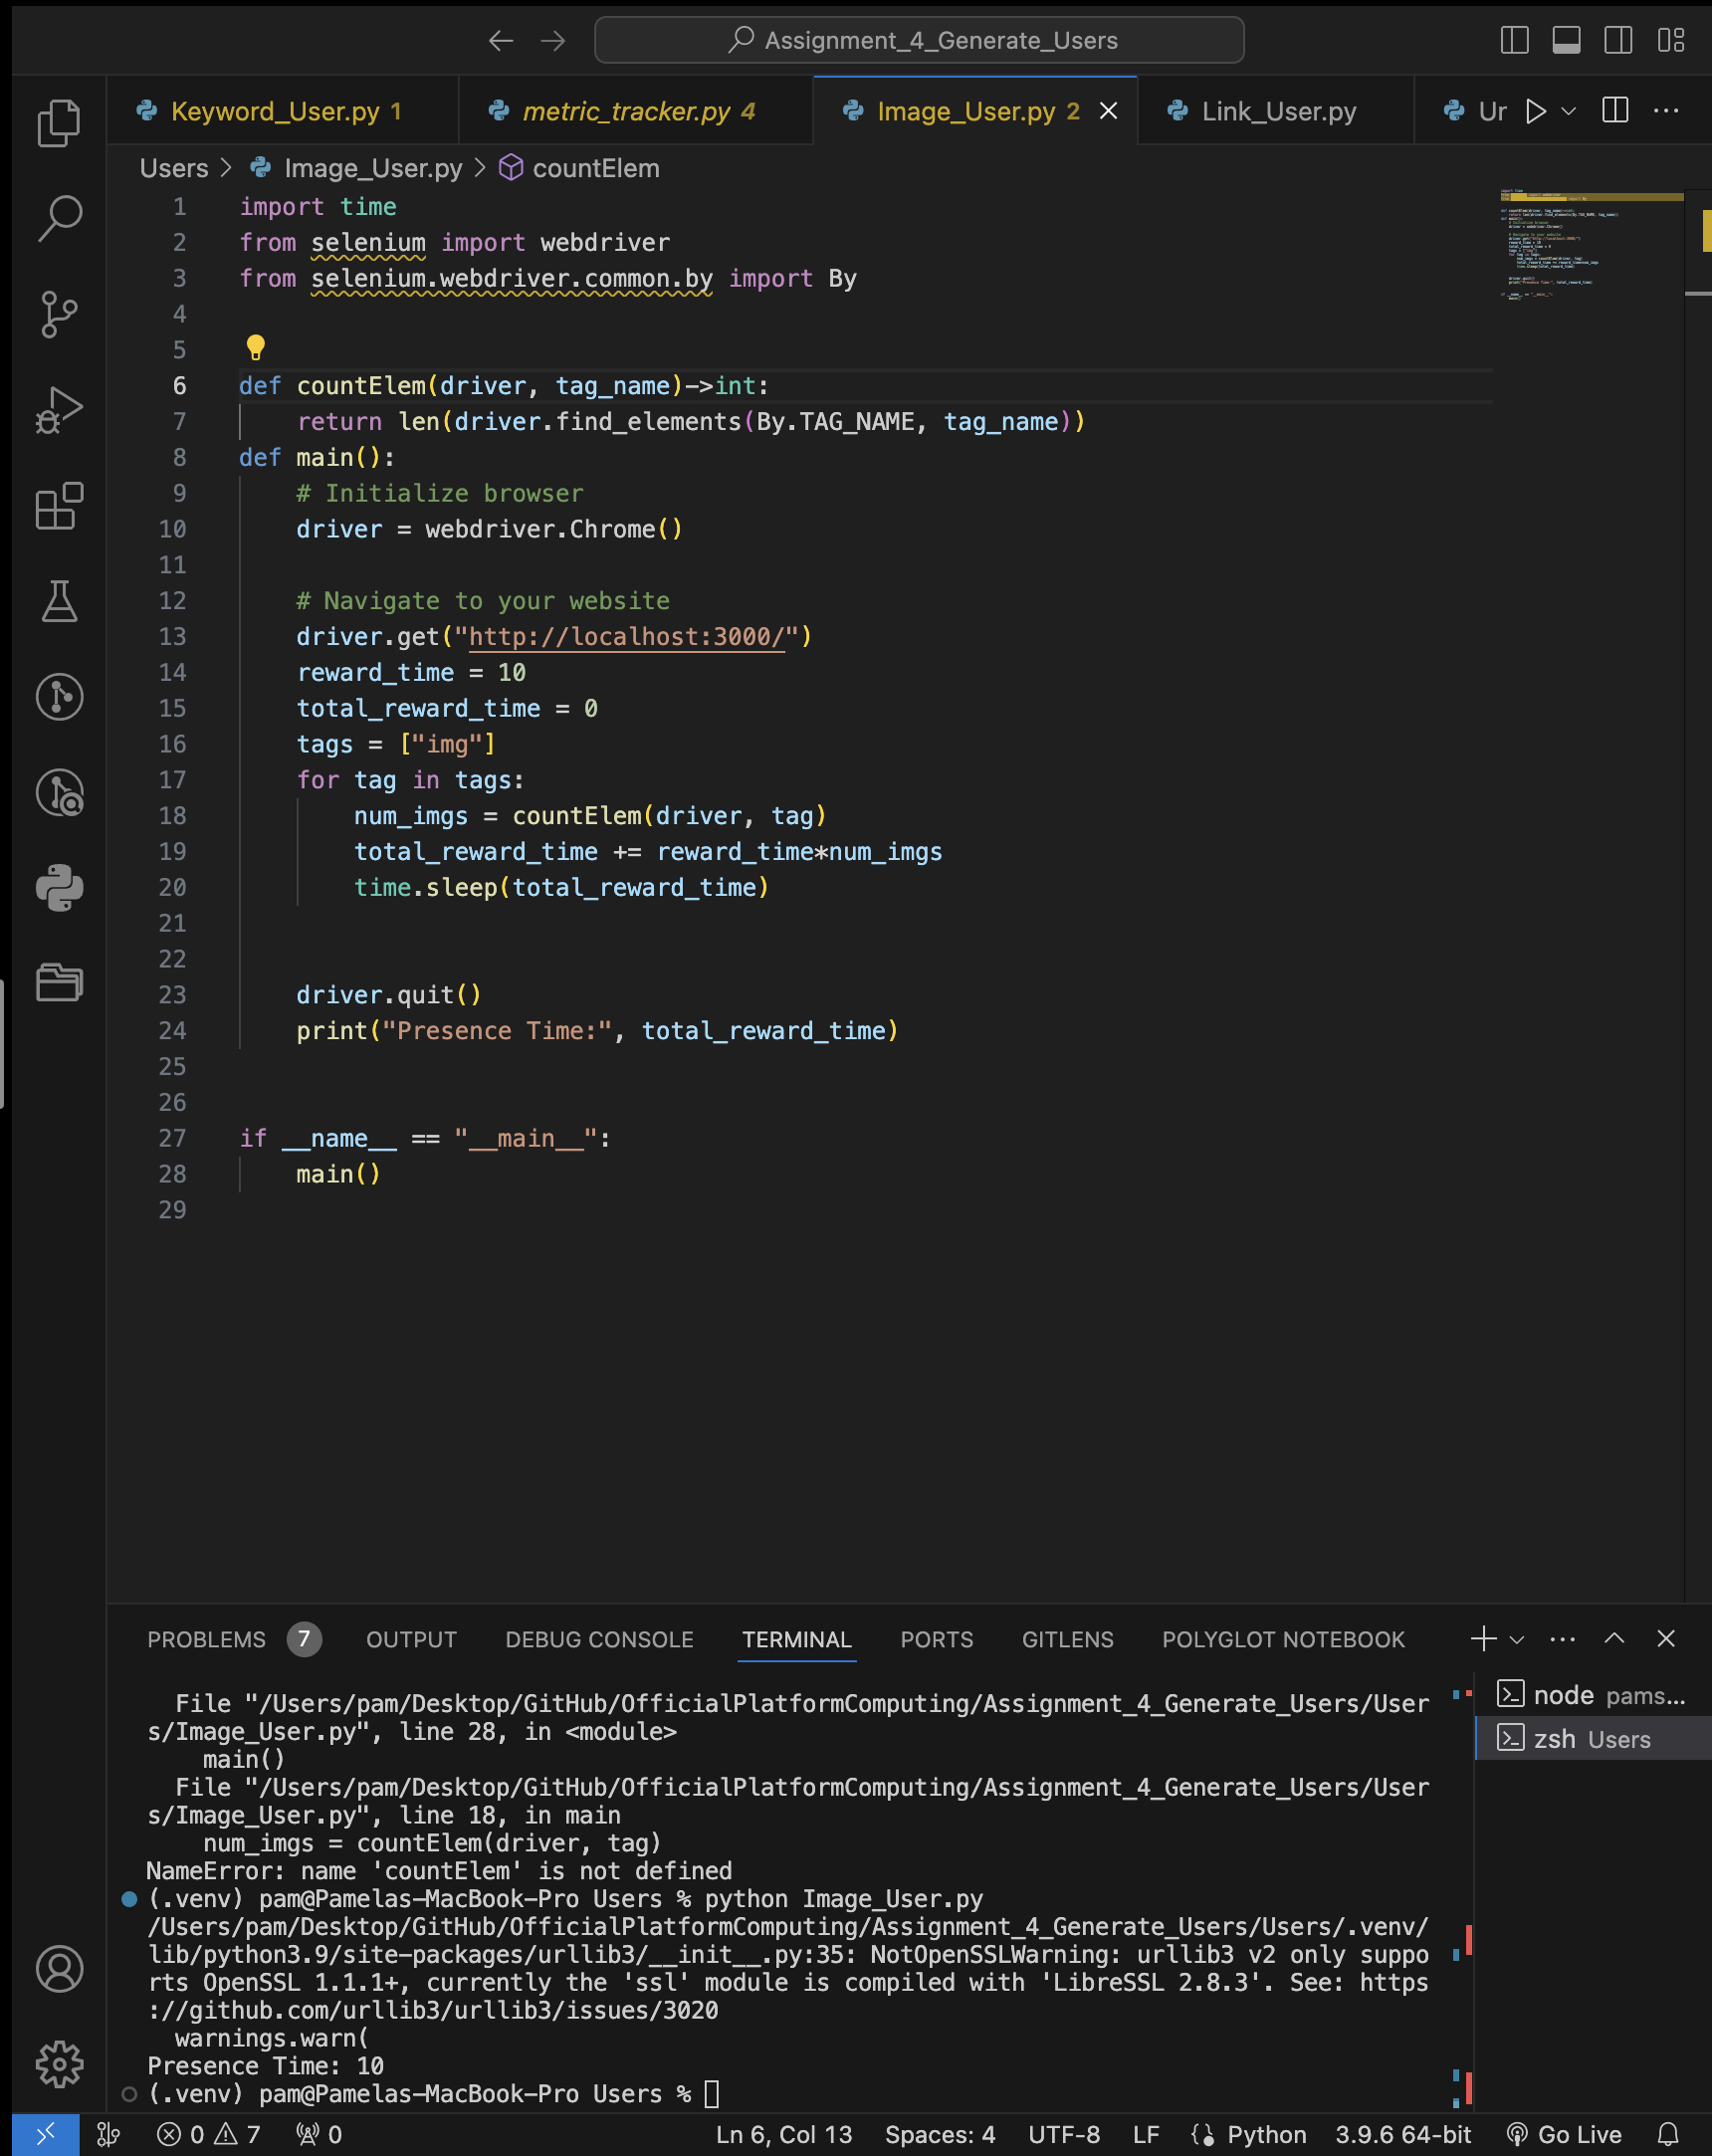 Assignment_4_Generate_Users
Keyword_User.py 1
metric_tracker.py 4
Image_User.py 2
Link_User.py
Ur
Users > Image_User.py > countElem
1 import time
2 from selenium import webdriver
3 from selenium.webdriver.common.by import By
4
5
6 def countElem(driver, tag_name)->int:
7     return len(driver.find_elements(By.TAG_NAME, tag_name))
8 def main():
9     # Initialize browser
10     driver = webdriver.Chrome()
11
12     # Navigate to your website
13     driver.get("http://localhost:3000/")
14     reward_time = 10
15     total_reward_time = 0
16     tags = ["img"]
17     for tag in tags:
18         num_imgs = countElem(driver, tag)
19         total_reward_time += reward_time*num_imgs
20         time.sleep(total_reward_time)
21
22
23     driver.quit()
24     print("Presence Time:", total_reward_time)
25
26
27 if __name__ == "__main__":
28     main()
29
PROBLEMS 7 OUTPUT DEBUG CONSOLE TERMINAL PORTS GITLENS POLYGLOT NOTEBOOK
node pams...
zsh Users
  File "/Users/pam/Desktop/GitHub/OfficialPlatformComputing/Assignment_4_Generate_Users/User
s/Image_User.py", line 28, in <module>
    main()
  File "/Users/pam/Desktop/GitHub/OfficialPlatformComputing/Assignment_4_Generate_Users/User
s/Image_User.py", line 18, in main
    num_imgs = countElem(driver, tag)
NameError: name 'countElem' is not defined
(.venv) pam@Pamelas-MacBook-Pro Users % python Image_User.py
/Users/pam/Desktop/GitHub/OfficialPlatformComputing/Assignment_4_Generate_Users/Users/.venv/
lib/python3.9/site-packages/urllib3/__init__.py:35: NotOpenSSLWarning: urllib3 v2 only suppo
rts OpenSSL 1.1.1+, currently the 'ssl' module is compiled with 'LibreSSL 2.8.3'. See: https
://github.com/urllib3/urllib3/issues/3020
  warnings.warn(
Presence Time: 10
(.venv) pam@Pamelas-MacBook-Pro Users %
0 7 0 Ln 6, Col 13 Spaces: 4 UTF-8 LF Python 3.9.6 64-bit Go Live